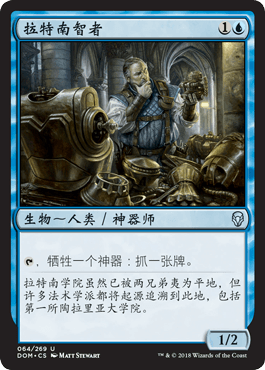 拉特南智者 1
生物～人类 / 神器师
，牺牲一个神器：抓一张牌。
拉特南学院虽然已被两兄弟夷为平地，但
许多法术学派都将起源追溯到此地，包括
第一所陶拉里亚大学院。
1/2
064/269 U
DOM • CS MATT STEWART
™ & © 2018 Wizards of the Coast